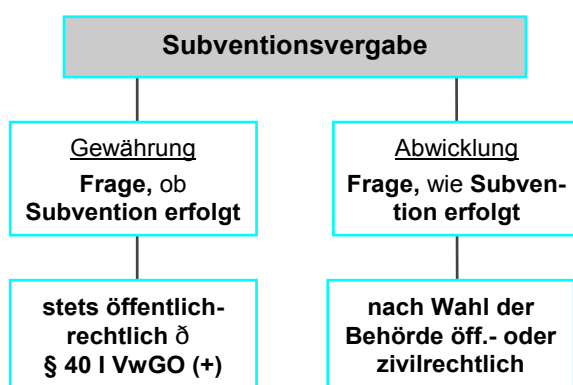 Subventionsvergabe
Gewährung
Frage, ob
Subvention erfolgt
Abwicklung
Frage, wie Subven-
tion erfolgt
stets öffentlich-
rechtlich ð
§ 40 I VwGO (+)
nach Wahl der
Behörde öff.- oder
zivilrechtlich